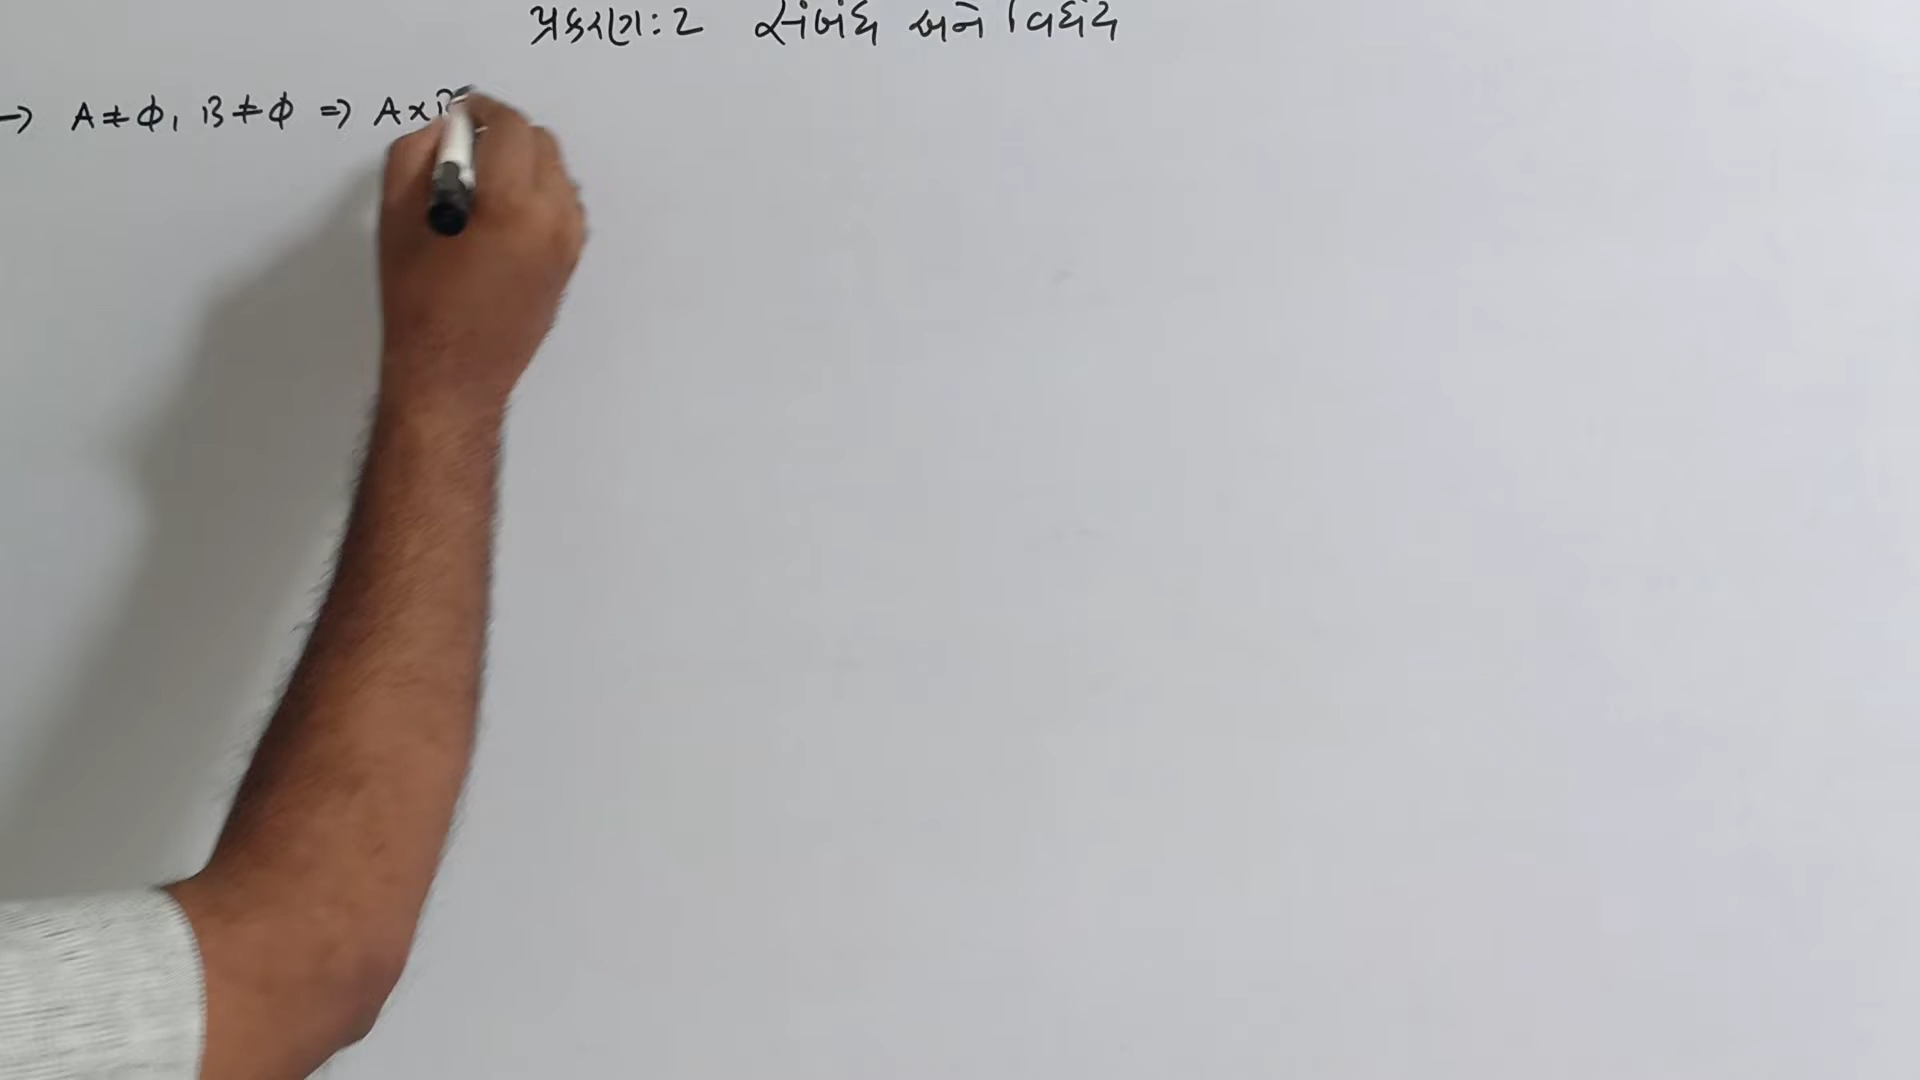 પ્રકરણ : 2 સંબંધ અને વિધેય
→ A ≠ ϕ, B ≠ ϕ ⇒ A × B